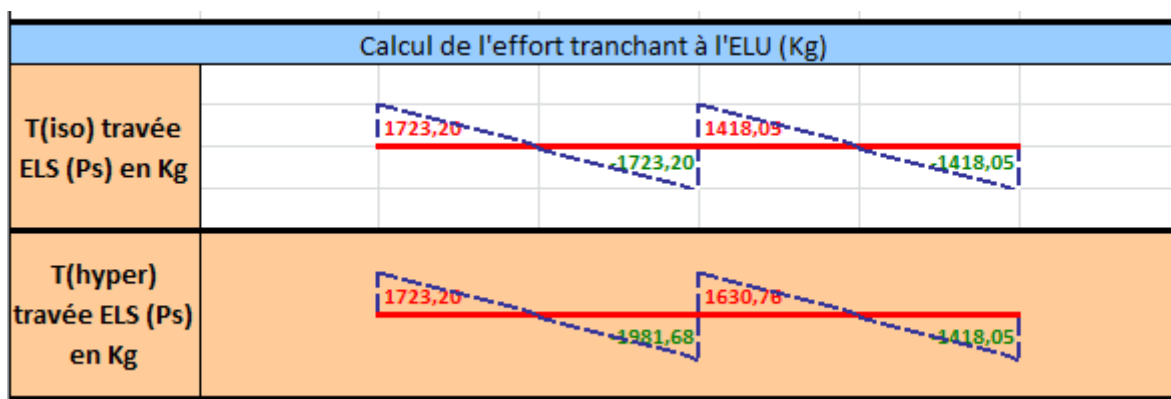 Calcul de l'effort tranchant à l'ELU (Kg)
T(iso) travée
ELS (Ps) en Kg
1723,20
1418,05
-1723,20
-1418,05
T(hyper)
travée ELS (Ps)
en Kg
1723,20
1630,76
-1981,68
-1418,05